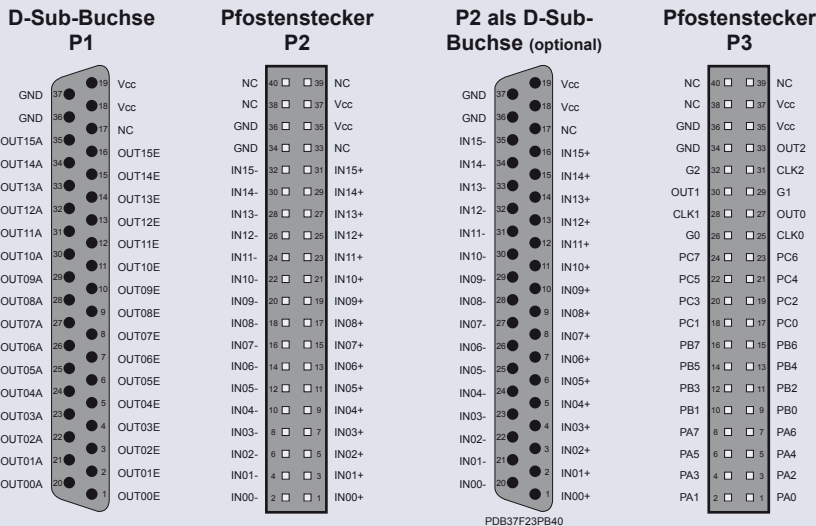 D-Sub-Buchse
P1
GND 37 19 Vcc
GND 36 18 Vcc
OUT15A 35 17 NC
OUT14A 34 16 OUT15E
OUT13A 33 15 OUT14E
OUT12A 32 14 OUT13E
OUT11A 31 13 OUT12E
OUT10A 30 12 OUT11E
OUT09A 29 11 OUT10E
OUT08A 28 10 OUT09E
OUT07A 27 9 OUT08E
OUT06A 26 8 OUT07E
OUT05A 25 7 OUT06E
OUT04A 24 6 OUT05E
OUT03A 23 5 OUT04E
OUT02A 22 4 OUT03E
OUT01A 21 3 OUT02E
OUT00A 20 2 OUT01E
1 OUT00E
Pfostenstecker
P2
NC 40 39 NC
NC 38 37 Vcc
GND 36 35 Vcc
GND 34 33 NC
IN15- 32 31 IN15+
IN14- 30 29 IN14+
IN13- 28 27 IN13+
IN12- 26 25 IN12+
IN11- 24 23 IN11+
IN10- 22 21 IN10+
IN09- 20 19 IN09+
IN08- 18 17 IN08+
IN07- 16 15 IN07+
IN06- 14 13 IN06+
IN05- 12 11 IN05+
IN04- 10 9 IN04+
IN03- 8 7 IN03+
IN02- 6 5 IN02+
IN01- 4 3 IN01+
IN00- 2 1 IN00+
P2 als D-Sub-
Buchse (optional)
GND 37 19 Vcc
GND 36 18 Vcc
IN15- 35 17 NC
IN14- 34 16 IN15+
IN13- 33 15 IN14+
IN12- 32 14 IN13+
IN11- 31 13 IN12+
IN10- 30 12 IN11+
IN09- 29 11 IN10+
IN08- 28 10 IN09+
IN07- 27 9 IN08+
IN06- 26 8 IN07+
IN05- 25 7 IN06+
IN04- 24 6 IN05+
IN03- 23 5 IN04+
IN02- 22 4 IN03+
IN01- 21 3 IN02+
IN00- 20 2 IN01+
1 IN00+
PDB37F23PB40
Pfostenstecker
P3
NC 40 39 NC
NC 38 37 Vcc
GND 36 35 Vcc
GND 34 33 OUT2
G2 32 31 CLK2
OUT1 30 29 G1
CLK1 28 27 OUT0
G0 26 25 CLK0
PC7 24 23 PC6
PC5 22 21 PC4
PC3 20 19 PC2
PC1 18 17 PC0
PB7 16 15 PB6
PB5 14 13 PB4
PB3 12 11 PB2
PB1 10 9 PB0
PA7 8 7 PA6
PA5 6 5 PA4
PA3 4 3 PA2
PA1 2 1 PA0